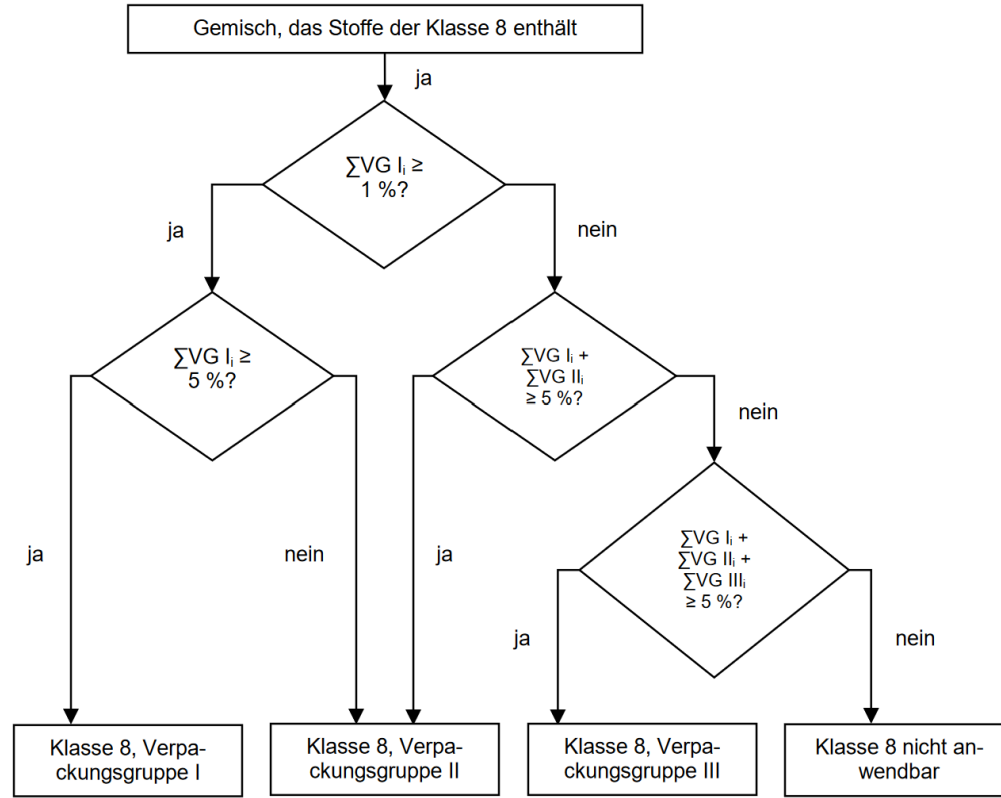 Gemisch, das Stoffe der Klasse 8 enthält
ja
∑VG Iᵢ ≥
1 %?
ja
nein
∑VG Iᵢ ≥
5 %?
∑VG Iᵢ +
∑VG IIᵢ
≥ 5 %?
nein
ja
nein
ja
∑VG Iᵢ +
∑VG IIᵢ +
∑VG IIIᵢ
≥ 5 %?
ja
nein
Klasse 8, Verpa-
ckungsgruppe I
Klasse 8, Verpa-
ckungsgruppe II
Klasse 8, Verpa-
ckungsgruppe III
Klasse 8 nicht an-
wendbar